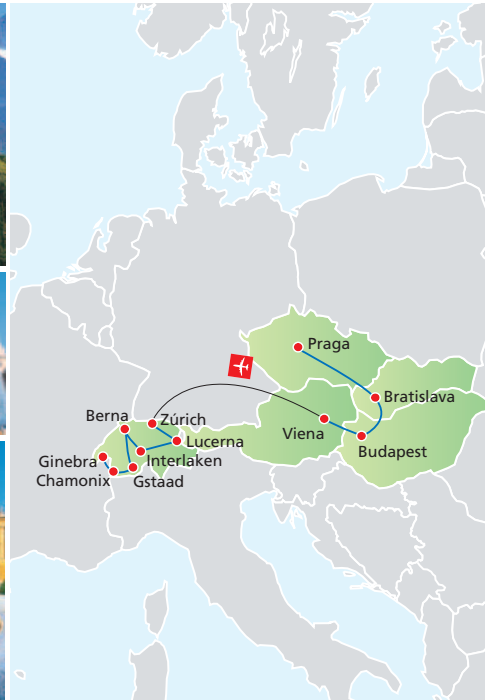 Praga
Bratislava
Berna
Zúrich
Viena
Lucerna
Budapest
Ginebra
Interlaken
Chamonix
Gstaad